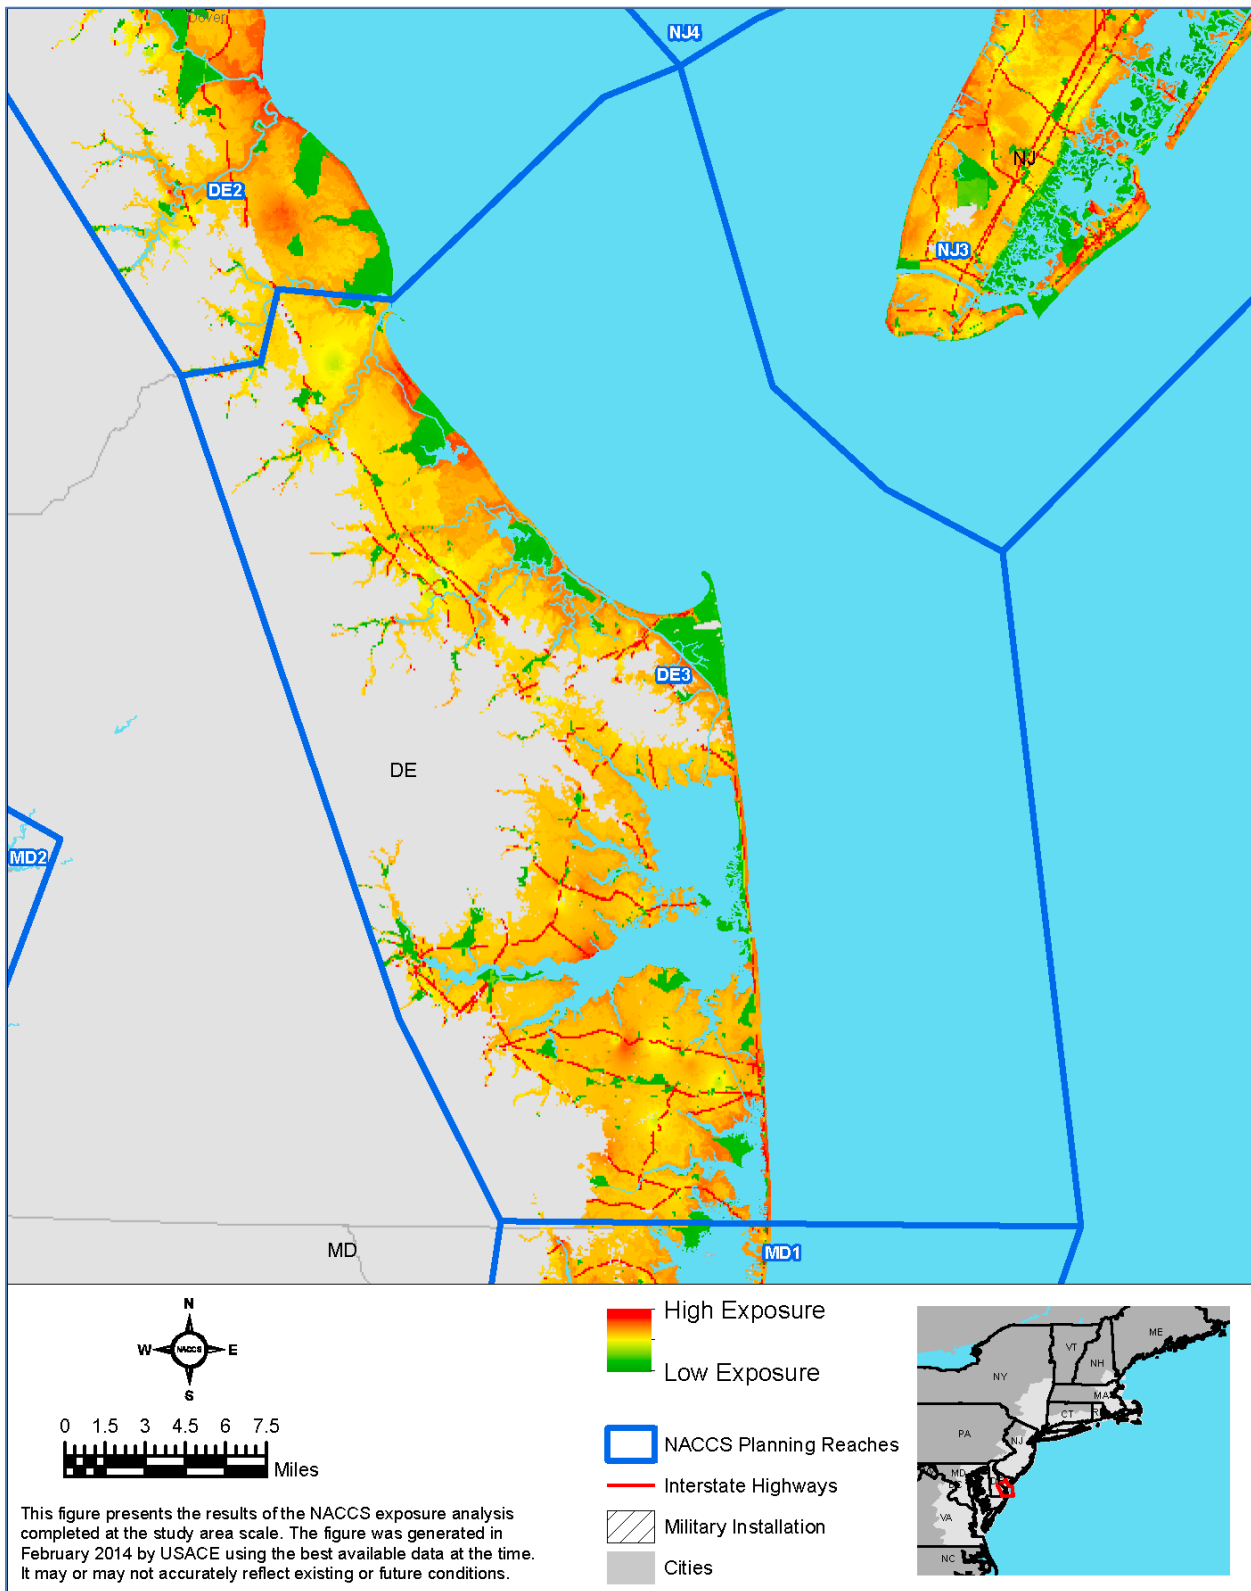 Dover
NJ4
NJ
DE2
NJ3
DE3
DE
MD2
MD
MD1
N
W NACCS E
S
0 1.5 3 4.5 6 7.5
Miles
This figure presents the results of the NACCS exposure analysis
completed at the study area scale. The figure was generated in
February 2014 by USACE using the best available data at the time.
It may or may not accurately reflect existing or future conditions.
High Exposure
Low Exposure
NACCS Planning Reaches
Interstate Highways
Military Installation
Cities
ME
VT
NH
NY
MA
CT
PA
NJ
MD
VA
NC